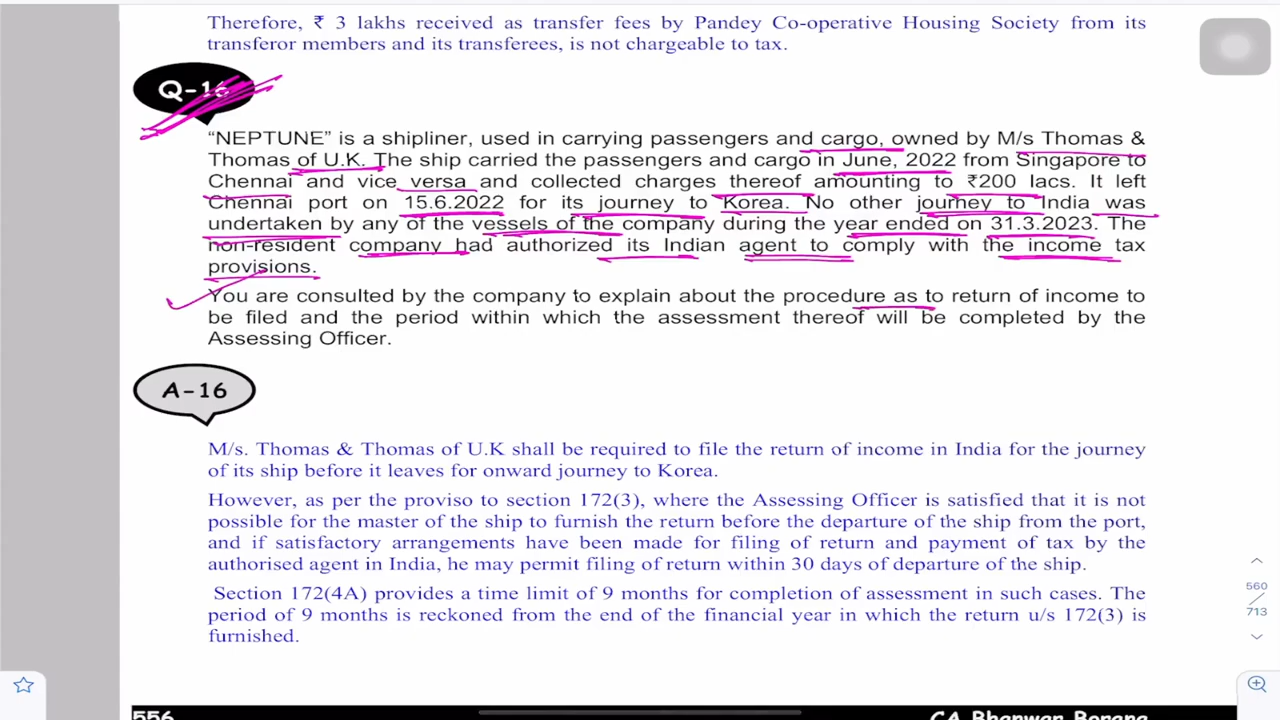 Therefore, ₹ 3 lakhs received as transfer fees by Pandey Co-operative Housing Society from its
transferor members and its transferees, is not chargeable to tax.
Q-16
“NEPTUNE” is a shipliner, used in carrying passengers and cargo, owned by M/s Thomas &
Thomas of U.K. The ship carried the passengers and cargo in June, 2022 from Singapore to
Chennai and vice versa and collected charges thereof amounting to ₹200 lacs. It left
Chennai port on 15.6.2022 for its journey to Korea. No other journey to India was
undertaken by any of the vessels of the company during the year ended on 31.3.2023. The
non-resident company had authorized its Indian agent to comply with the income tax
provisions.
You are consulted by the company to explain about the procedure as to return of income to
be filed and the period within which the assessment thereof will be completed by the
Assessing Officer.
A-16
M/s. Thomas & Thomas of U.K shall be required to file the return of income in India for the journey
of its ship before it leaves for onward journey to Korea.
However, as per the proviso to section 172(3), where the Assessing Officer is satisfied that it is not
possible for the master of the ship to furnish the return before the departure of the ship from the port,
and if satisfactory arrangements have been made for filing of return and payment of tax by the
authorised agent in India, he may permit filing of return within 30 days of departure of the ship.
Section 172(4A) provides a time limit of 9 months for completion of assessment in such cases. The
period of 9 months is reckoned from the end of the financial year in which the return u/s 172(3) is
furnished.
560
713
556
CA Bhanwar Borana